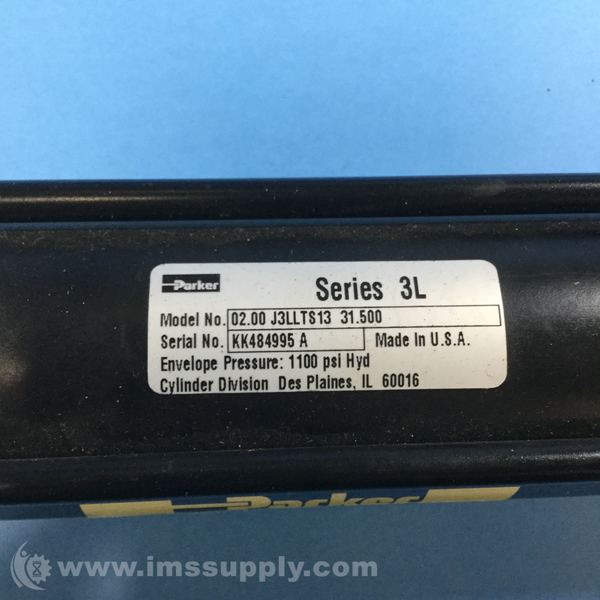 Parker
Series 3L
Model No. 02.00 J3LLTS13 31.500
Serial No. KK484995 A Made In U.S.A.
Envelope Pressure: 1100 psi Hyd
Cylinder Division Des Plaines, IL 60016
Parker
www.imssupply.com